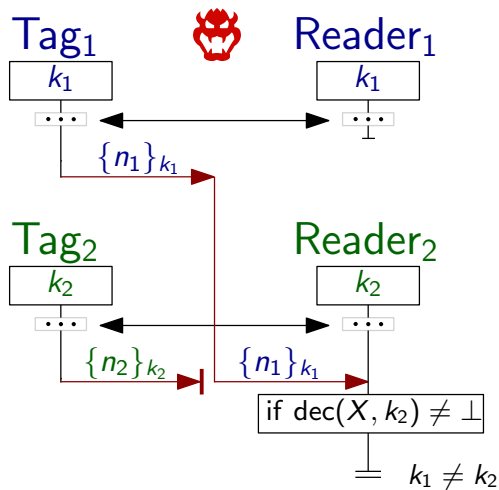 Tag₁ Reader₁
k₁ k₁
... ...
{n₁}ₖ₁
Tag₂ Reader₂
k₂ k₂
... ...
{n₂}ₖ₂ {n₁}ₖ₁
if dec(X, k₂) ≠ ⊥
k₁ ≠ k₂